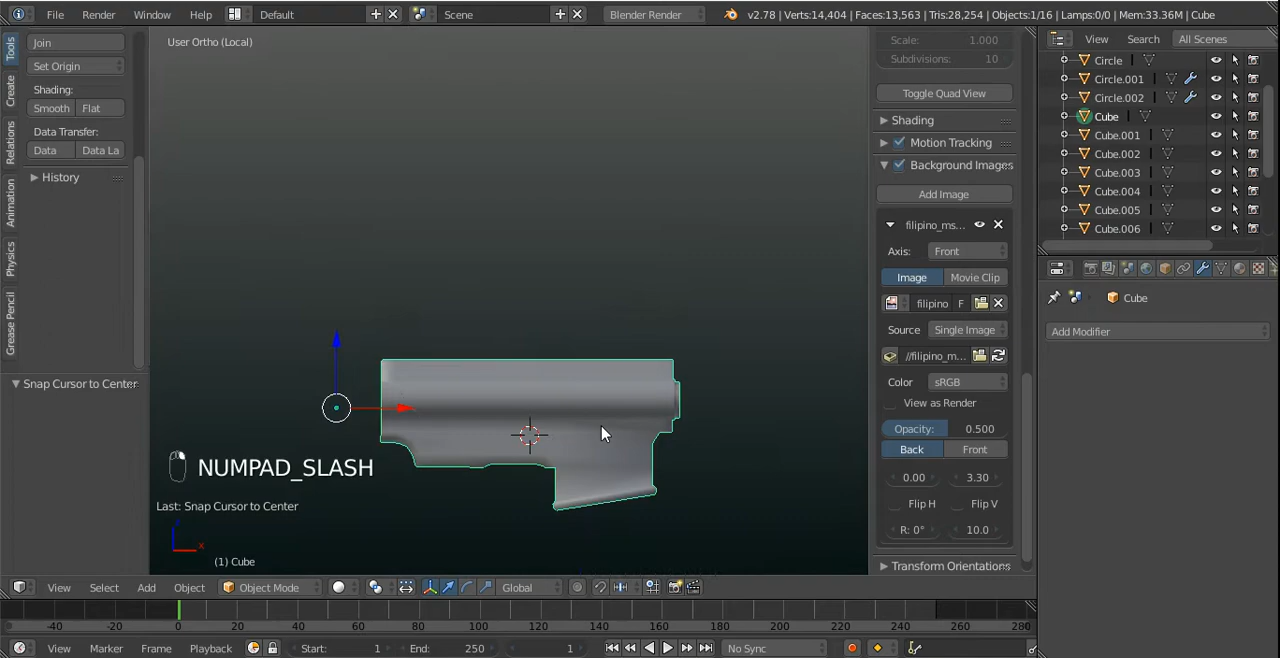 File Render Window Help Default Scene Blender Render v2.78 | Verts:14,404 | Faces:13,563 | Tris:28,254 | Objects:1/16 | Lamps:0/0 | Mem:33.36M | Cube
Tools
Create
Relations
Animation
Physics
Grease Pencil
Join
Set Origin
Shading:
Smooth Flat
Data Transfer:
Data Data La
History
Snap Cursor to Center
User Ortho (Local)
NUMPAD_SLASH
Last: Snap Cursor to Center
z
x
(1) Cube
Scale: 1.000
Subdivisions: 10
Toggle Quad View
Shading
Motion Tracking
Background Images
Add Image
filipino_ms...
Axis: Front
Image Movie Clip
filipino F
Source Single Image
//filipino_m...
Color sRGB
View as Render
Opacity: 0.500
Back Front
0.00 3.30
Flip H Flip V
R: 0° 10.0
Transform Orientations
View Search All Scenes
Circle
Circle.001
Circle.002
Cube
Cube.001
Cube.002
Cube.003
Cube.004
Cube.005
Cube.006
Cube
Add Modifier
View Select Add Object Object Mode Global
-40 -20 0 20 40 60 80 100 120 140 160 180 200 220 240 260 280
View Marker Frame Playback Start: 1 End: 250 1 No Sync